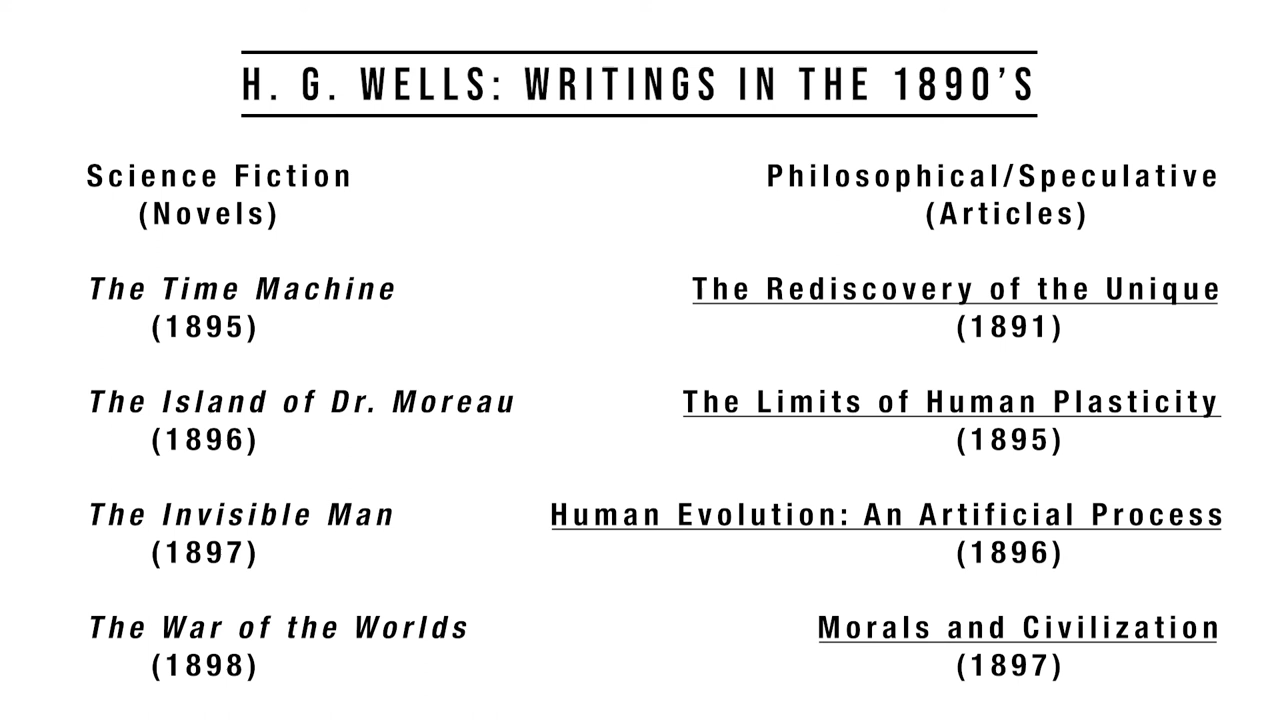 H. G. WELLS: WRITINGS IN THE 1890'S
Science Fiction
(Novels)
The Time Machine
(1895)
The Island of Dr. Moreau
(1896)
The Invisible Man
(1897)
The War of the Worlds
(1898)
Philosophical/Speculative
(Articles)
The Rediscovery of the Unique
(1891)
The Limits of Human Plasticity
(1895)
Human Evolution: An Artificial Process
(1896)
Morals and Civilization
(1897)